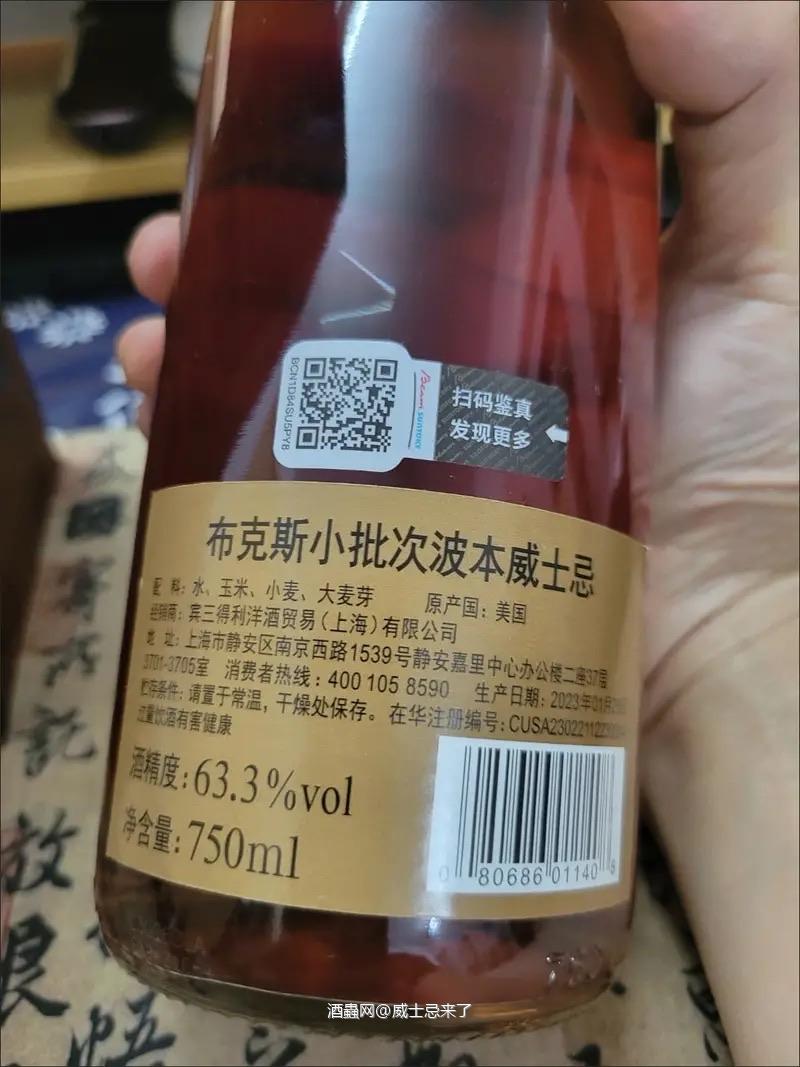 BCN1D84SU5PY8
Beam SUNTORY
扫码鉴真
发现更多
布克斯小批次波本威士忌
配 料：水、玉米、小麦、大麦芽 原产国：美国
经销商：宾三得利洋酒贸易（上海）有限公司
地 址：上海市静安区南京西路1539号静安嘉里中心办公楼二座37层
3701-3705室 消费者热线：400 105 8590 生产日期：2023年01月
贮存条件：请置于常温，干燥处保存。在华注册编号：CUSA230221122
过量饮酒有害健康
酒精度：63.3%vol
净含量：750ml
0 80686 01140 8
放
酒蟲网@威士忌来了